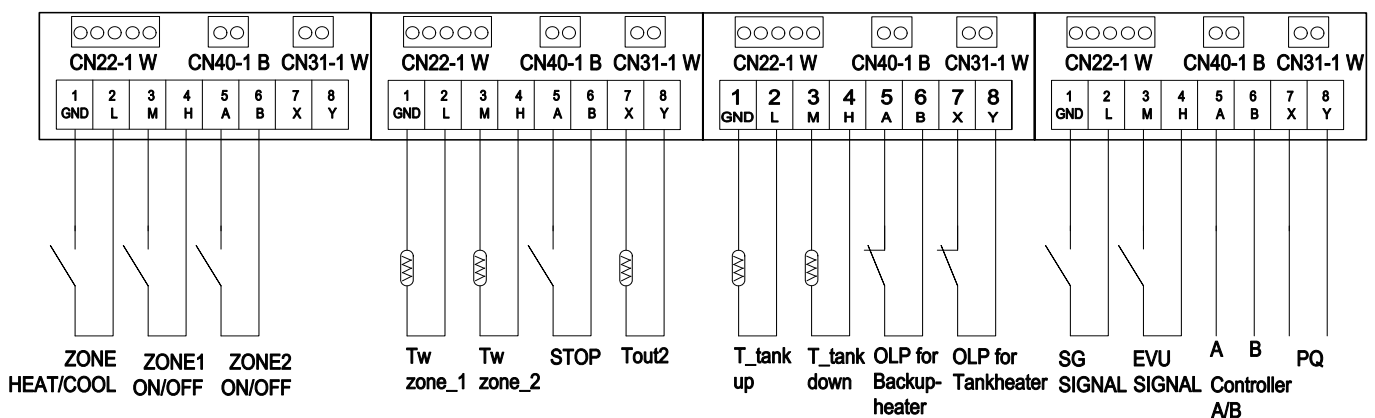 CN22-1 W CN40-1 B CN31-1 W CN22-1 W CN40-1 B CN31-1 W CN22-1 W CN40-1 B CN31-1 W CN22-1 W CN40-1 B CN31-1 W
1 2 3 4 5 6 7 8 1 2 3 4 5 6 7 8 1 2 3 4 5 6 7 8 1 2 3 4 5 6 7 8
GND L M H A B X Y GND L M H A B X Y GND L M H A B X Y GND L M H A B X Y
ZONE
HEAT/COOL
ZONE1
ON/OFF
ZONE2
ON/OFF
Tw
zone_1
Tw
zone_2
STOP
Tout2
T_tank
up
T_tank
down
OLP for
Backup-
heater
OLP for
Tankheater
SG
SIGNAL
EVU
SIGNAL
A B
Controller
A/B
PQ